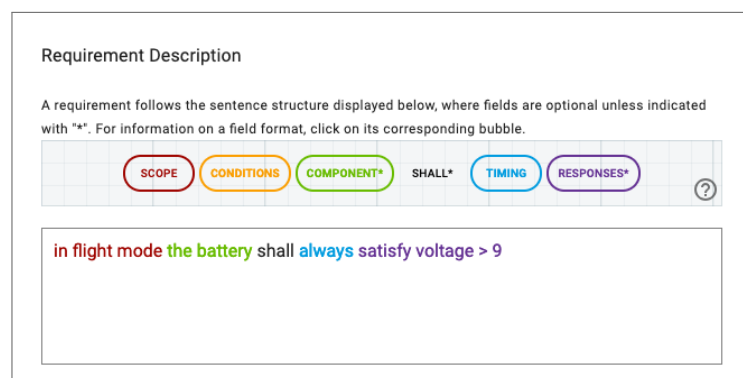 Requirement Description
A requirement follows the sentence structure displayed below, where fields are optional unless indicated
with "*". For information on a field format, click on its corresponding bubble.
SCOPE CONDITIONS COMPONENT* SHALL* TIMING RESPONSES*
?
in flight mode the battery shall always satisfy voltage > 9